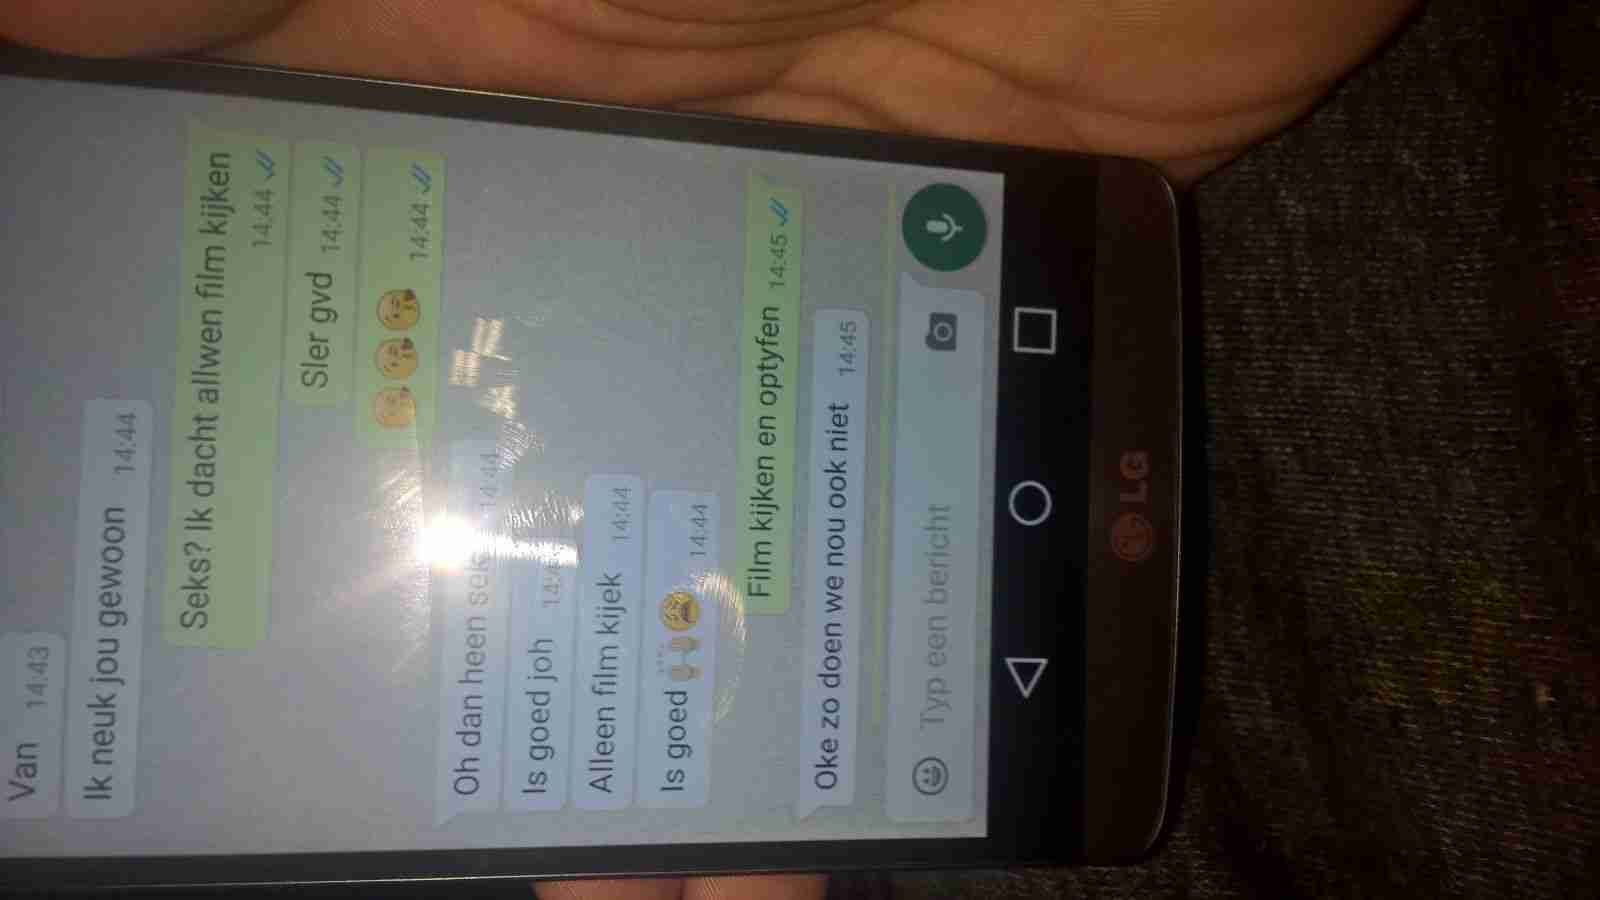 Van 14:43
Ik neuk jou gewoon 14:44
Seks? Ik dacht allwen film kijken
14:44
Sler gvd 14:44
14:44
Oh dan heen sek 14:44
Is goed joh
Alleen film kijek 14:44
Is goed 14:44
Film kijken en optyfen 14:45
Oke zo doen we nou ook niet 14:45
Typ een bericht
LG